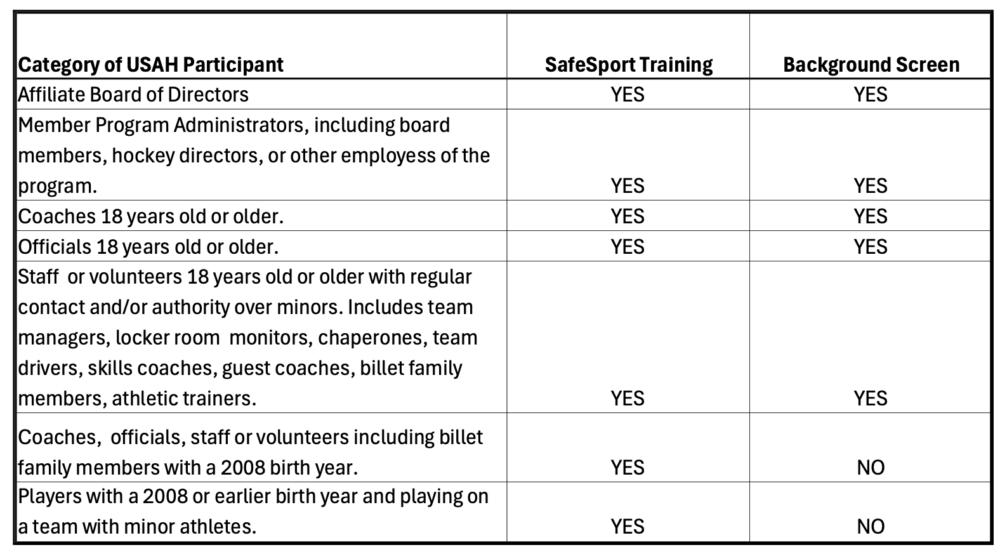 Category of USAH Participant SafeSport Training Background Screen
Affiliate Board of Directors YES YES
Member Program Administrators, including board
members, hockey directors, or other employess of the
program. YES YES
Coaches 18 years old or older. YES YES
Officials 18 years old or older. YES YES
Staff  or volunteers 18 years old or older with regular
contact and/or authority over minors. Includes team
managers, locker room  monitors, chaperones, team
drivers, skills coaches, guest coaches, billet family
members, athletic trainers. YES YES
Coaches,  officials, staff or volunteers including billet
family members with a 2008 birth year. YES NO
Players with a 2008 or earlier birth year and playing on
a team with minor athletes. YES NO